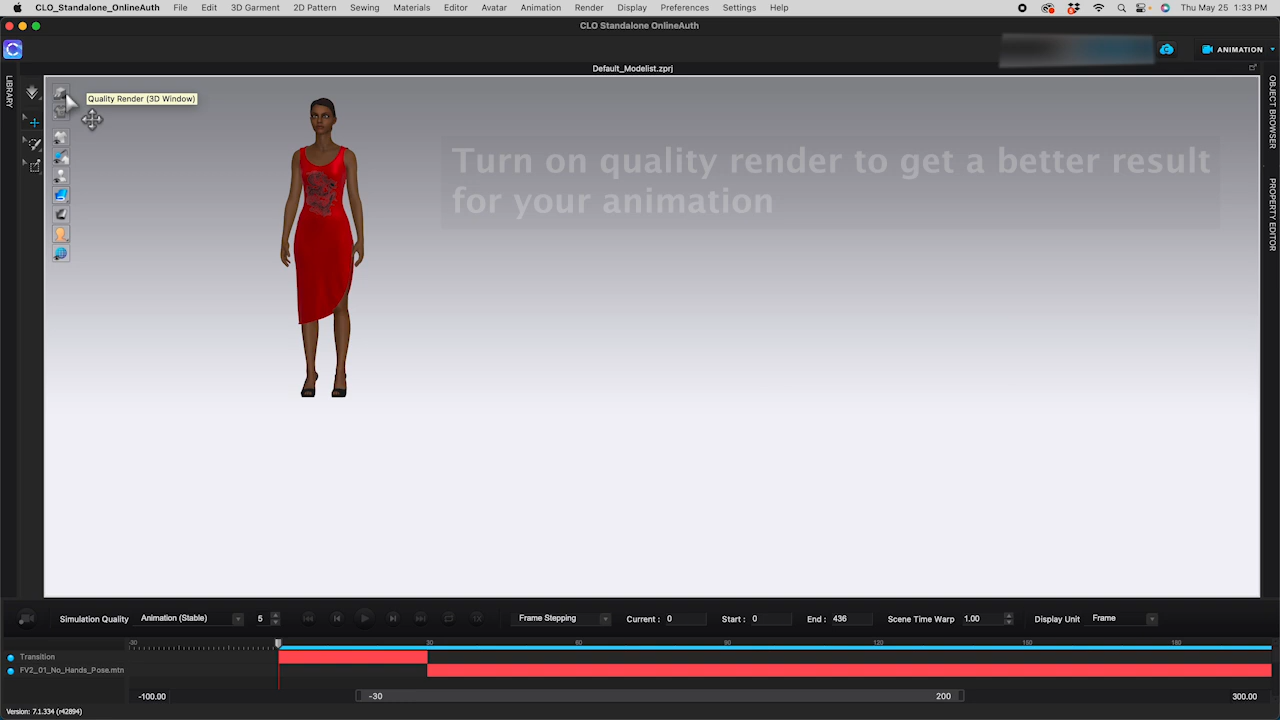 CLO_Standalone_OnlineAuth File Edit 3D Garment 2D Pattern Sewing Materials Editor Avatar Animation Render Display Preferences Settings Help Thu May 25 1:33 PM
CLO Standalone OnlineAuth
ANIMATION
Default_Modelist.zprj
LIBRARY
OBJECT BROWSER
PROPERTY EDITOR
Quality Render (3D Window)
Turn on quality render to get a better result
for your animation
Simulation Quality Animation (Stable) 5 1X Frame Stepping Current : 0 Start : 0 End : 436 Scene Time Warp 1.00 Display Unit Frame
-30 30 60 90 120 150 180
Transition
FV2_01_No_Hands_Pose.mtn
-100.00 -30 200 300.00
Version: 7.1.334 (r42894)